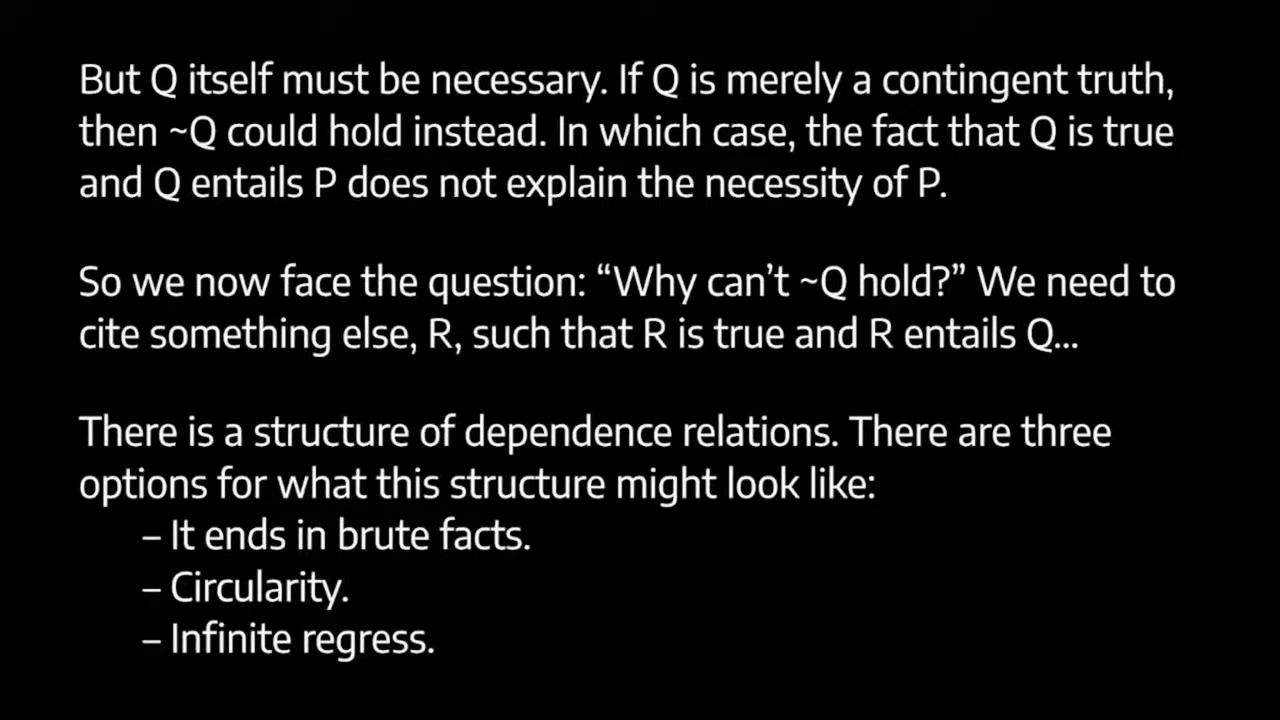 But Q itself must be necessary. If Q is merely a contingent truth,
then ~Q could hold instead. In which case, the fact that Q is true
and Q entails P does not explain the necessity of P.
So we now face the question: “Why can’t ~Q hold?” We need to
cite something else, R, such that R is true and R entails Q...
There is a structure of dependence relations. There are three
options for what this structure might look like:
– It ends in brute facts.
– Circularity.
– Infinite regress.